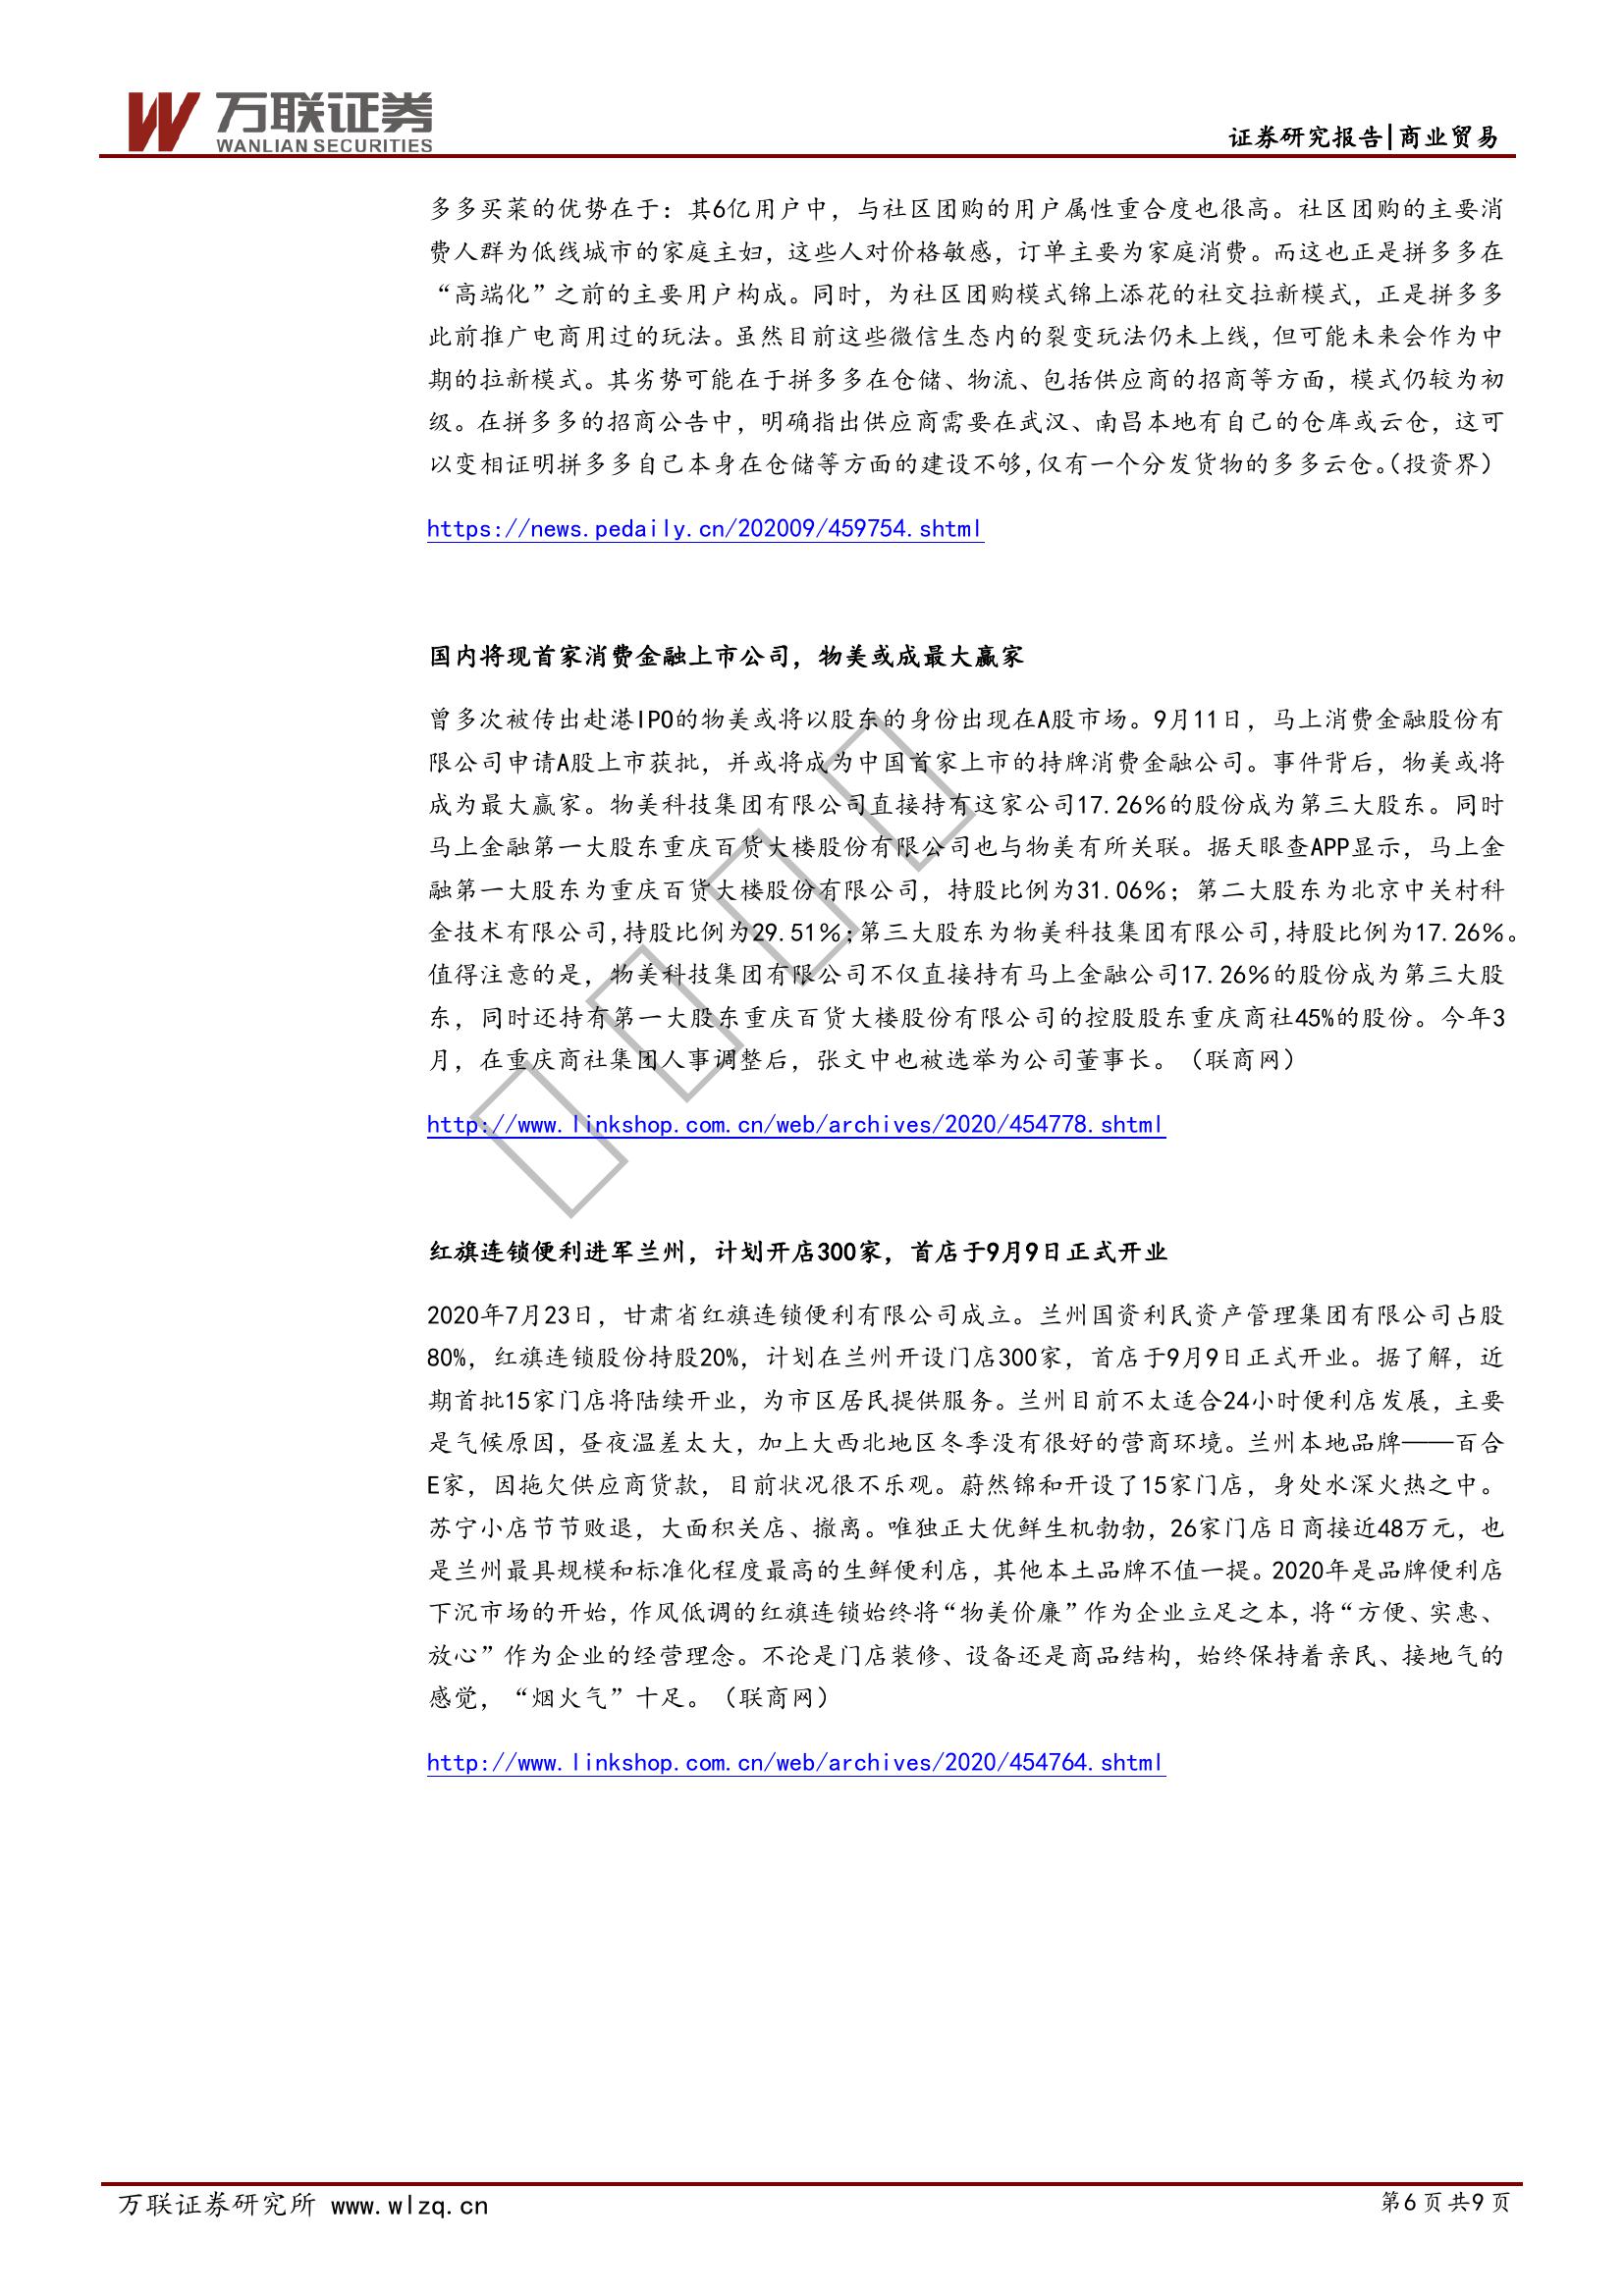 万联证券
WANLIAN SECURITIES
证券研究报告|商业贸易
多多买菜的优势在于：其6亿用户中，与社区团购的用户属性重合度也很高。社区团购的主要消
费人群为低线城市的家庭主妇，这些人对价格敏感，订单主要为家庭消费。而这也正是拼多多在
“高端化”之前的主要用户构成。同时，为社区团购模式锦上添花的社交拉新模式，正是拼多多
此前推广电商用过的玩法。虽然目前这些微信生态内的裂变玩法仍未上线，但可能未来会作为中
期的拉新模式。其劣势可能在于拼多多在仓储、物流、包括供应商的招商等方面，模式仍较为初
级。在拼多多的招商公告中，明确指出供应商需要在武汉、南昌本地有自己的仓库或云仓，这可
以变相证明拼多多自己本身在仓储等方面的建设不够,仅有一个分发货物的多多云仓。（投资界）
https://news.pedaily.cn/202009/459754.shtml
国内将现首家消费金融上市公司，物美或成最大赢家
曾多次被传出赴港IPO的物美或将以股东的身份出现在A股市场。9月11日，马上消费金融股份有
限公司申请A股上市获批，并或将成为中国首家上市的持牌消费金融公司。事件背后，物美或将
成为最大赢家。物美科技集团有限公司直接持有这家公司17.26%的股份成为第三大股东。同时
马上金融第一大股东重庆百货大楼股份有限公司也与物美有所关联。据天眼查APP显示，马上金
融第一大股东为重庆百货大楼股份有限公司，持股比例为31.06%；第二大股东为北京中关村科
金技术有限公司,持股比例为29.51%;第三大股东为物美科技集团有限公司,持股比例为17.26%。
值得注意的是，物美科技集团有限公司不仅直接持有马上金融公司17.26%的股份成为第三大股
东，同时还持有第一大股东重庆百货大楼股份有限公司的控股股东重庆商社45%的股份。今年3
月，在重庆商社集团人事调整后，张文中也被选举为公司董事长。（联商网）
http://www.linkshop.com.cn/web/archives/2020/454778.shtml
红旗连锁便利进军兰州，计划开店300家，首店于9月9日正式开业
2020年7月23日，甘肃省红旗连锁便利有限公司成立。兰州国资利民资产管理集团有限公司占股
80%，红旗连锁股份持股20%，计划在兰州开设门店300家，首店于9月9日正式开业。据了解，近
期首批15家门店将陆续开业，为市区居民提供服务。兰州目前不太适合24小时便利店发展，主要
是气候原因，昼夜温差太大，加上大西北地区冬季没有很好的营商环境。兰州本地品牌——百合
E家，因拖欠供应商货款，目前状况很不乐观。蔚然锦和开设了15家门店，身处水深火热之中。
苏宁小店节节败退，大面积关店、撤离。唯独正大优鲜生机勃勃，26家门店日商接近48万元，也
是兰州最具规模和标准化程度最高的生鲜便利店，其他本土品牌不值一提。2020年是品牌便利店
下沉市场的开始，作风低调的红旗连锁始终将“物美价廉”作为企业立足之本，将“方便、实惠、
放心”作为企业的经营理念。不论是门店装修、设备还是商品结构，始终保持着亲民、接地气的
感觉，“烟火气”十足。（联商网）
http://www.linkshop.com.cn/web/archives/2020/454764.shtml
万联证券研究所 www.wlzq.cn
第6页共9页